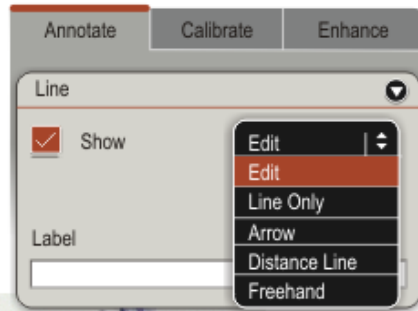 Annotate Calibrate Enhance
Line
Show
Edit
Edit
Line Only
Arrow
Label
Distance Line
Freehand